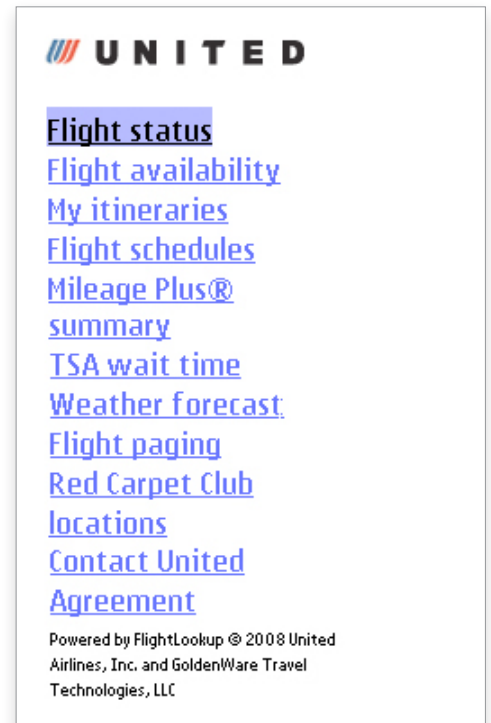 UNITED
Flight status
Flight availability
My itineraries
Flight schedules
Mileage Plus®
summary
TSA wait time
Weather forecast
Flight paging
Red Carpet Club
locations
Contact United
Agreement
Powered by FlightLookup © 2008 United
Airlines, Inc. and GoldenWare Travel
Technologies, LLC